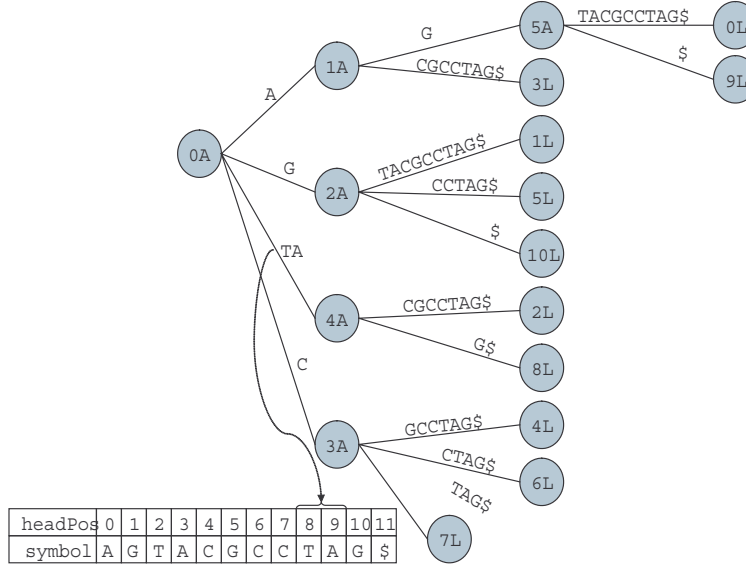 G
5A
TACGCCTAG$
0L
A
1A
CGCCTAG$
3L
$
9L
0A
G
2A
TACGCCTAG$
1L
CCTAG$
5L
$
10L
TA
4A
CGCCTAG$
2L
G$
8L
C
3A
GCCTAG$
4L
CTAG$
6L
TAG$
7L
headPos 0 1 2 3 4 5 6 7 8 9 10 11
symbol A G T A C G C C T A G $